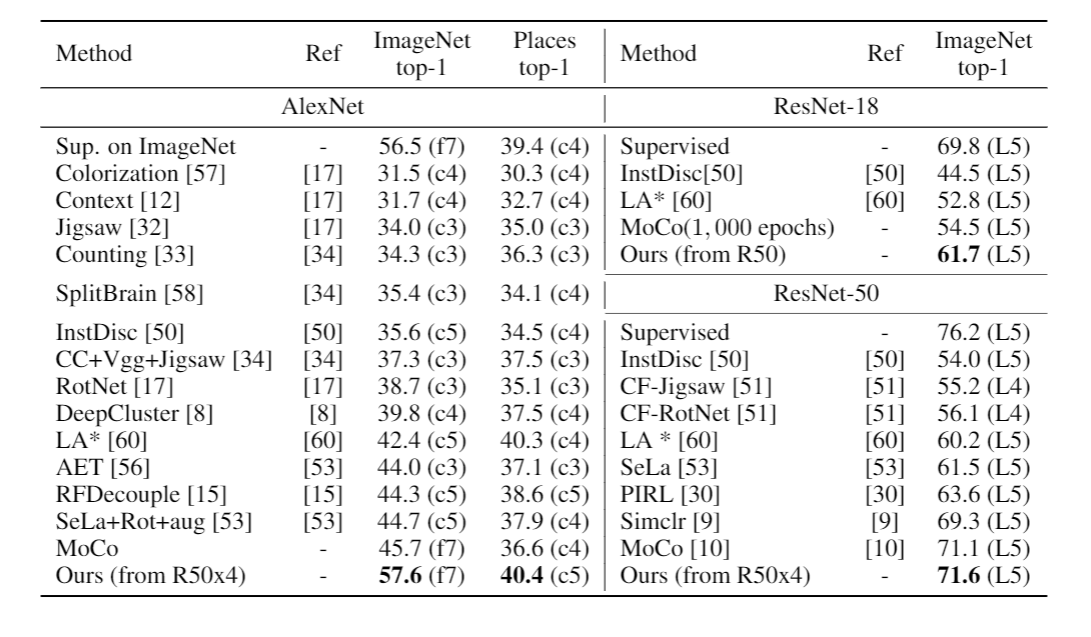 Method Ref ImageNet top-1 Places top-1 Method Ref ImageNet top-1
AlexNet ResNet-18
Sup. on ImageNet - 56.5 (f7) 39.4 (c4) Supervised - 69.8 (L5)
Colorization [57] [17] 31.5 (c4) 30.3 (c4) InstDisc[50] [50] 44.5 (L5)
Context [12] [17] 31.7 (c4) 32.7 (c4) LA* [60] [60] 52.8 (L5)
Jigsaw [32] [17] 34.0 (c3) 35.0 (c3) MoCo(1, 000 epochs) - 54.5 (L5)
Counting [33] [34] 34.3 (c3) 36.3 (c3) Ours (from R50) - 61.7 (L5)
SplitBrain [58] [34] 35.4 (c3) 34.1 (c4) ResNet-50
InstDisc [50] [50] 35.6 (c5) 34.5 (c4) Supervised - 76.2 (L5)
CC+Vgg+Jigsaw [34] [34] 37.3 (c3) 37.5 (c3) InstDisc [50] [50] 54.0 (L5)
RotNet [17] [17] 38.7 (c3) 35.1 (c3) CF-Jigsaw [51] [51] 55.2 (L4)
DeepCluster [8] [8] 39.8 (c4) 37.5 (c4) CF-RotNet [51] [51] 56.1 (L4)
LA* [60] [60] 42.4 (c5) 40.3 (c4) LA * [60] [60] 60.2 (L5)
AET [56] [53] 44.0 (c3) 37.1 (c3) SeLa [53] [53] 61.5 (L5)
RFDecouple [15] [15] 44.3 (c5) 38.6 (c5) PIRL [30] [30] 63.6 (L5)
SeLa+Rot+aug [53] [53] 44.7 (c5) 37.9 (c4) Simclr [9] [9] 69.3 (L5)
MoCo - 45.7 (f7) 36.6 (c4) MoCo [10] [10] 71.1 (L5)
Ours (from R50x4) - 57.6 (f7) 40.4 (c5) Ours (from R50x4) - 71.6 (L5)